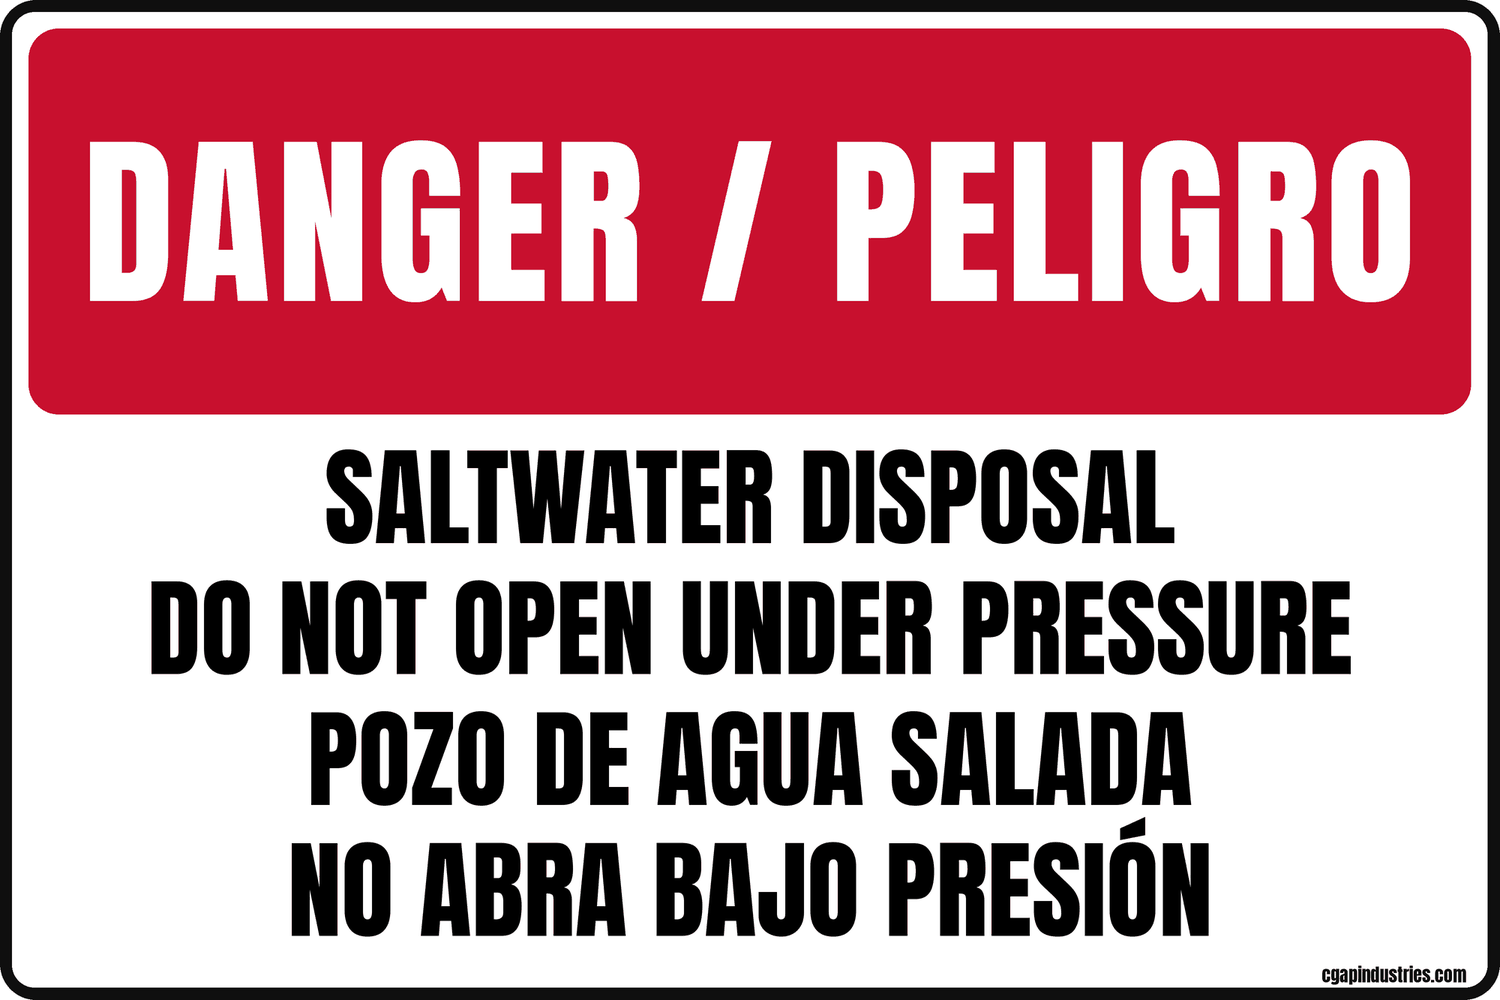 DANGER / PELIGRO
SALTWATER DISPOSAL
DO NOT OPEN UNDER PRESSURE
POZO DE AGUA SALADA
NO ABRA BAJO PRESIÓN
cgapindustries.com